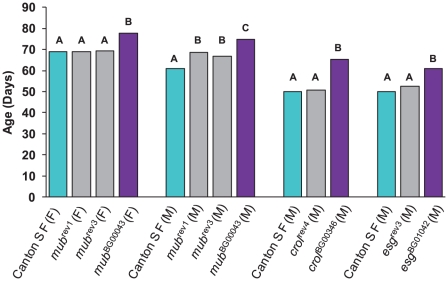 Age (Days)
90
80
70
60
50
40
30
20
10
0
A
A
A
B
A
B
B
C
A
A
B
A
A
B
Canton S F (F)
mubrev1 (F)
mubrev3 (F)
mubBG00043 (F)
Canton S F (M)
mubrev1 (M)
mubrev3 (M)
mubBG00043 (M)
Canton S F (M)
crolrev4 (M)
crolBG00346 (M)
Canton S F (M)
esgrev3 (M)
esgBG01042 (M)